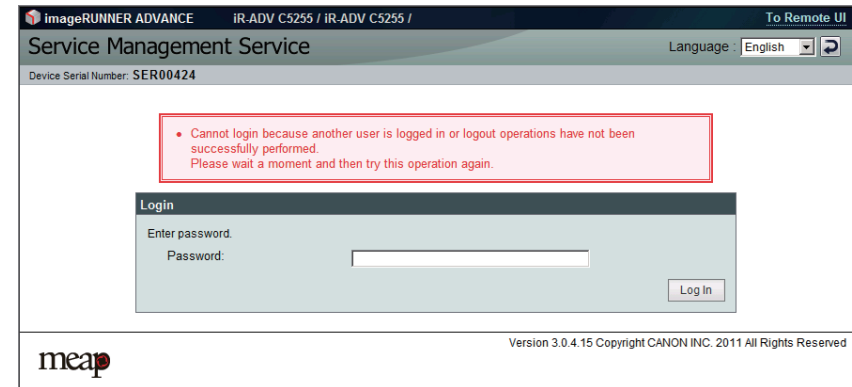 imageRUNNER ADVANCE iR-ADV C5255 / iR-ADV C5255 / To Remote UI
Service Management Service Language : English
Device Serial Number: SER00424
• Cannot login because another user is logged in or logout operations have not been
successfully performed.
Please wait a moment and then try this operation again.
Login
Enter password.
Password:
Log In
Version 3.0.4.15 Copyright CANON INC. 2011 All Rights Reserved
meap